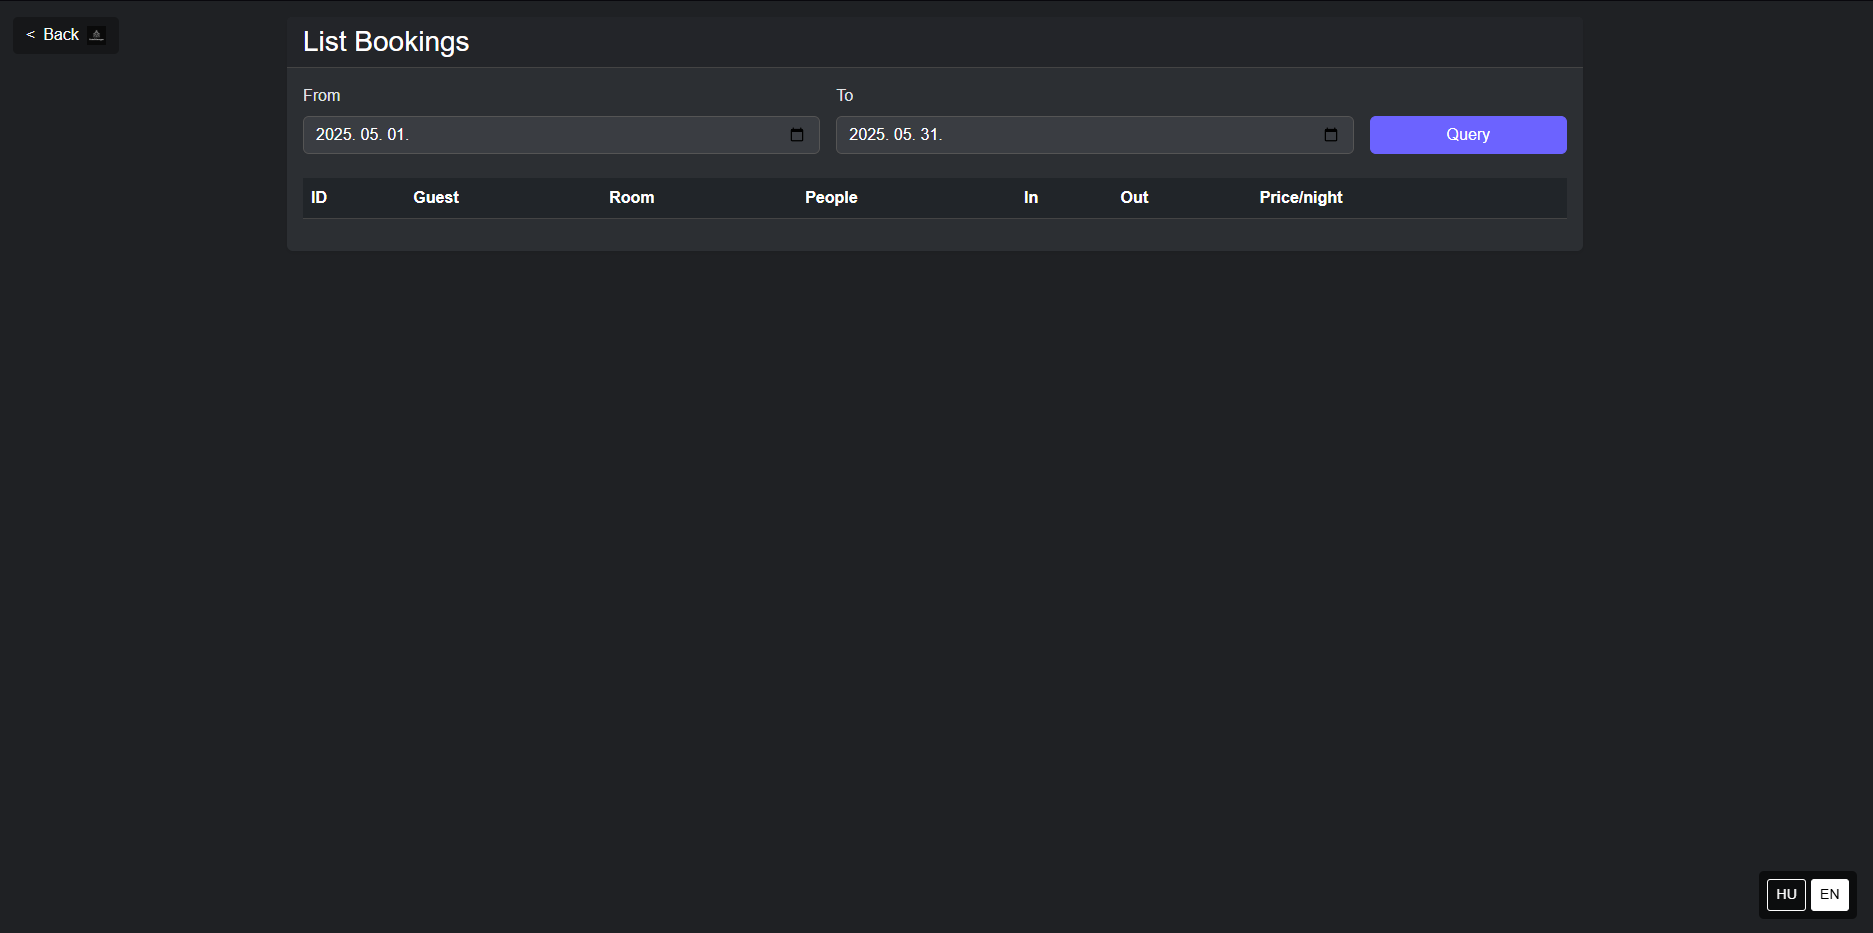 < Back
List Bookings
From To
2025. 05. 01. 2025. 05. 31. Query
ID Guest Room People In Out Price/night
HU EN